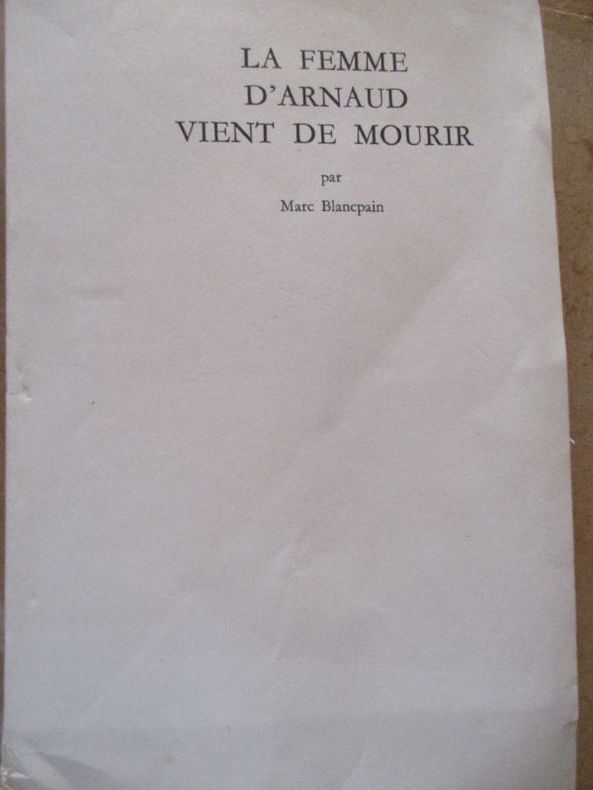 LA FEMME
D'ARNAUD
VIENT DE MOURIR
par
Marc Blancpain